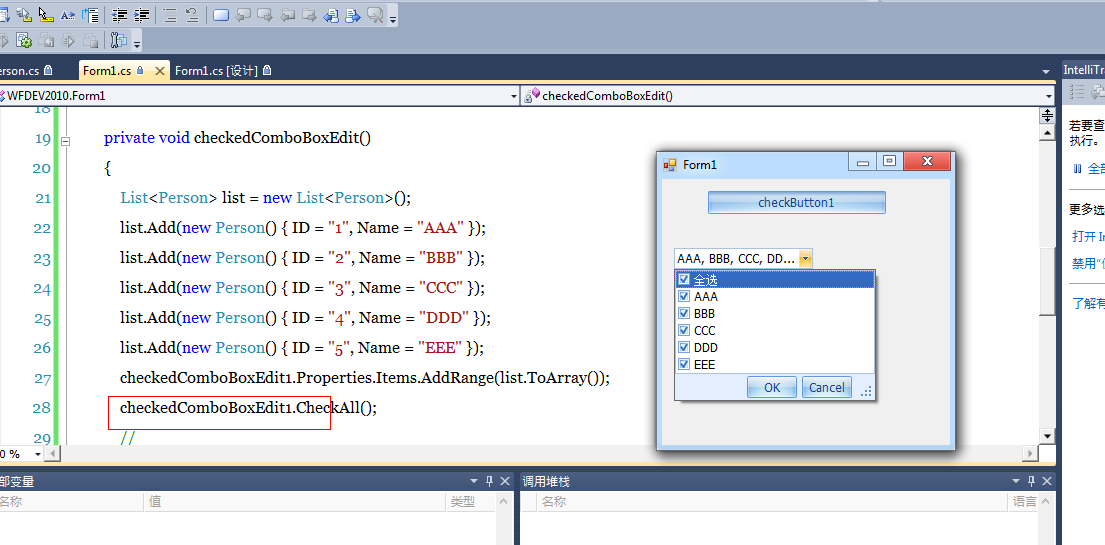 erson.cs
Form1.cs
Form1.cs [设计]
WFDEV2010.Form1
checkedComboBoxEdit()
18
19 private void checkedComboBoxEdit()
20 {
21 List<Person> list = new List<Person>();
22 list.Add(new Person() { ID = "1", Name = "AAA" });
23 list.Add(new Person() { ID = "2", Name = "BBB" });
24 list.Add(new Person() { ID = "3", Name = "CCC" });
25 list.Add(new Person() { ID = "4", Name = "DDD" });
26 list.Add(new Person() { ID = "5", Name = "EEE" });
27 checkedComboBoxEdit1.Properties.Items.AddRange(list.ToArray());
28 checkedComboBoxEdit1.CheckAll();
29 //
0 %
Form1
checkButton1
AAA, BBB, CCC, DD...
全选
AAA
BBB
CCC
DDD
EEE
OK Cancel
IntelliTra
若要查
执行。
全部
更多选
打开 In
禁用"
了解有
部变量
名称 值 类型
调用堆栈
名称 语言